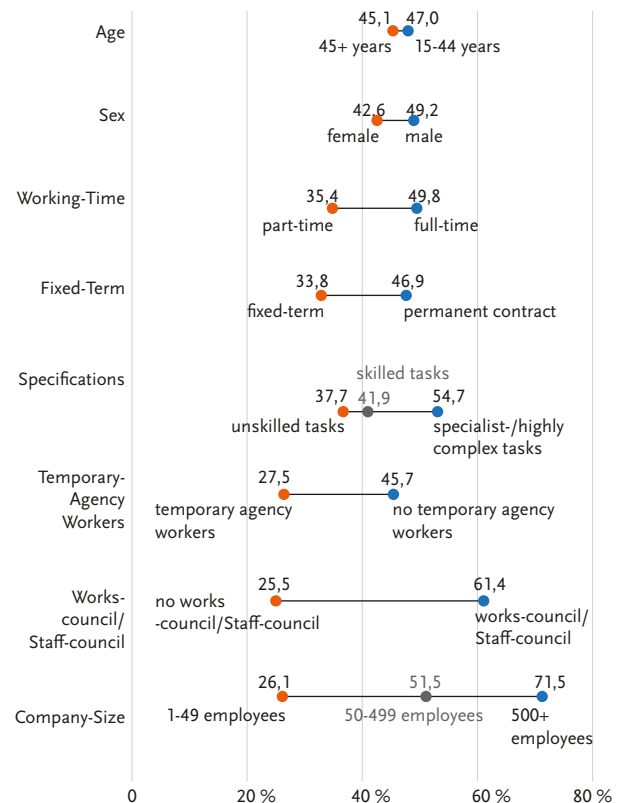 Age
45,1 47,0
45+ years 15-44 years
Sex
42,6 49,2
female male
Working-Time
35,4 49,8
part-time full-time
Fixed-Term
33,8 46,9
fixed-term permanent contract
Specifications
skilled tasks
37,7 41,9 54,7
unskilled tasks specialist-/highly
complex tasks
Temporary-
Agency
Workers
27,5 45,7
temporary agency
workers
no temporary agency
workers
Works-
council/
Staff-council
25,5 61,4
no works
-council/Staff-council
works-council/
Staff-council
Company-Size
26,1 51,5 71,5
1-49 employees 50-499 employees 500+
employees
0 20 % 40 % 60 % 80 %